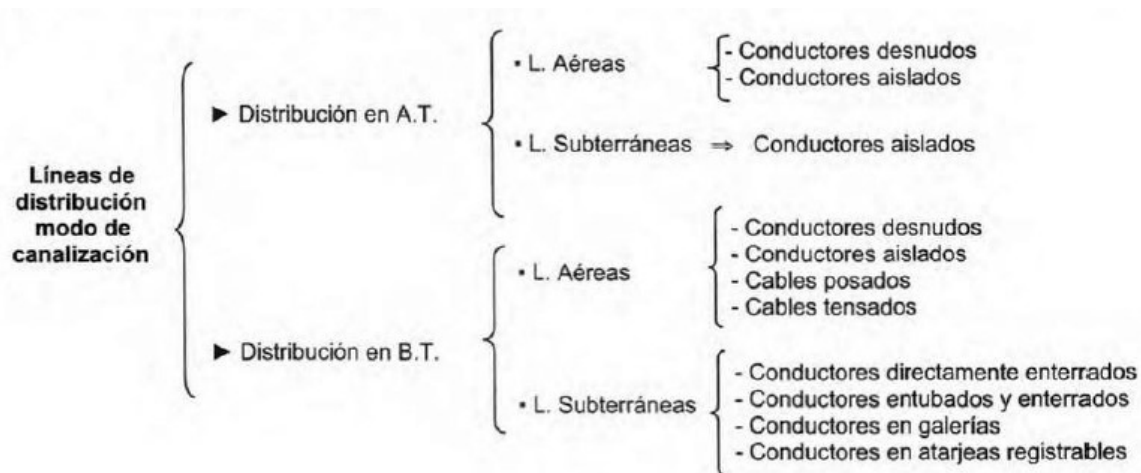 Líneas de
distribución
modo de
canalización
► Distribución en A.T.
▪ L. Aéreas
- Conductores desnudos
- Conductores aislados
▪ L. Subterráneas ⇒ Conductores aislados
► Distribución en B.T.
▪ L. Aéreas
- Conductores desnudos
- Conductores aislados
- Cables posados
- Cables tensados
▪ L. Subterráneas
- Conductores directamente enterrados
- Conductores entubados y enterrados
- Conductores en galerías
- Conductores en atarjeas registrables